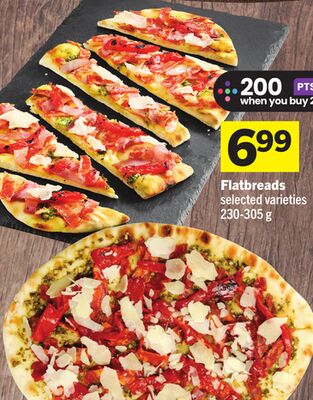 200 PTS
when you buy 2
6.99
Flatbreads
selected varieties
230-305 g